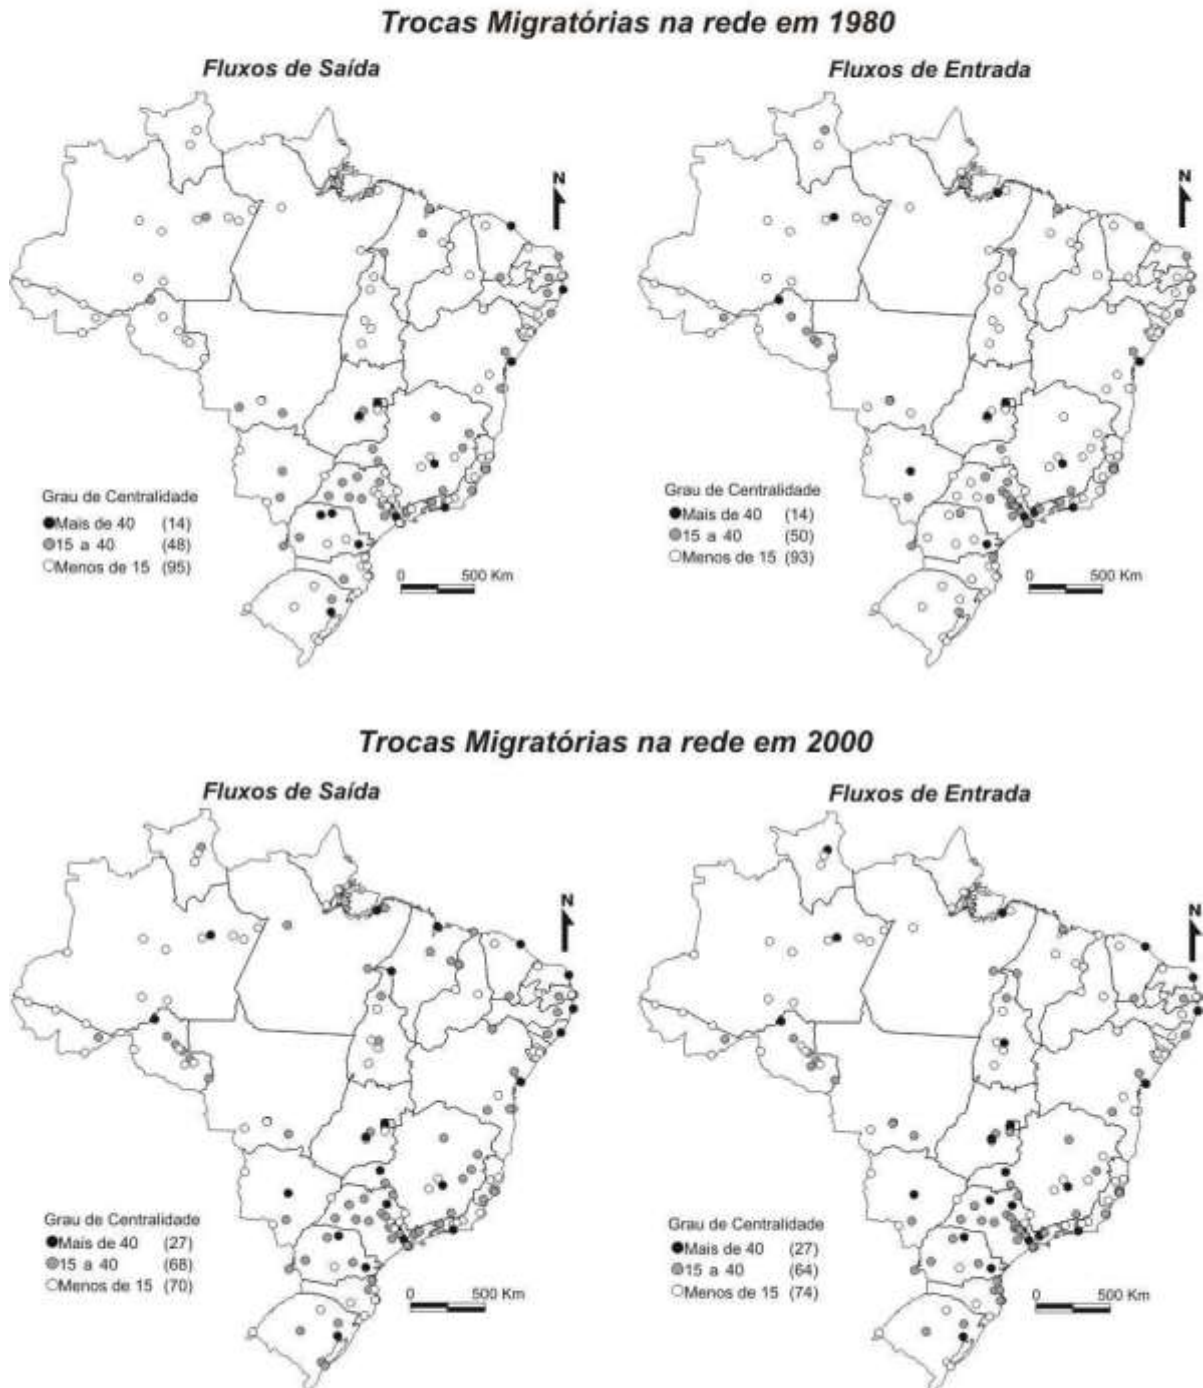 Trocas Migratórias na rede em 1980
Fluxos de Saída
Fluxos de Entrada
N
N
Grau de Centralidade
Mais de 40 (14)
15 a 40 (48)
Menos de 15 (95)
0 500 Km
Grau de Centralidade
Mais de 40 (14)
15 a 40 (50)
Menos de 15 (93)
0 500 Km
Trocas Migratórias na rede em 2000
Fluxos de Saída
Fluxos de Entrada
N
N
Grau de Centralidade
Mais de 40 (27)
15 a 40 (68)
Menos de 15 (70)
0 500 Km
Grau de Centralidade
Mais de 40 (27)
15 a 40 (64)
Menos de 15 (74)
0 500 Km